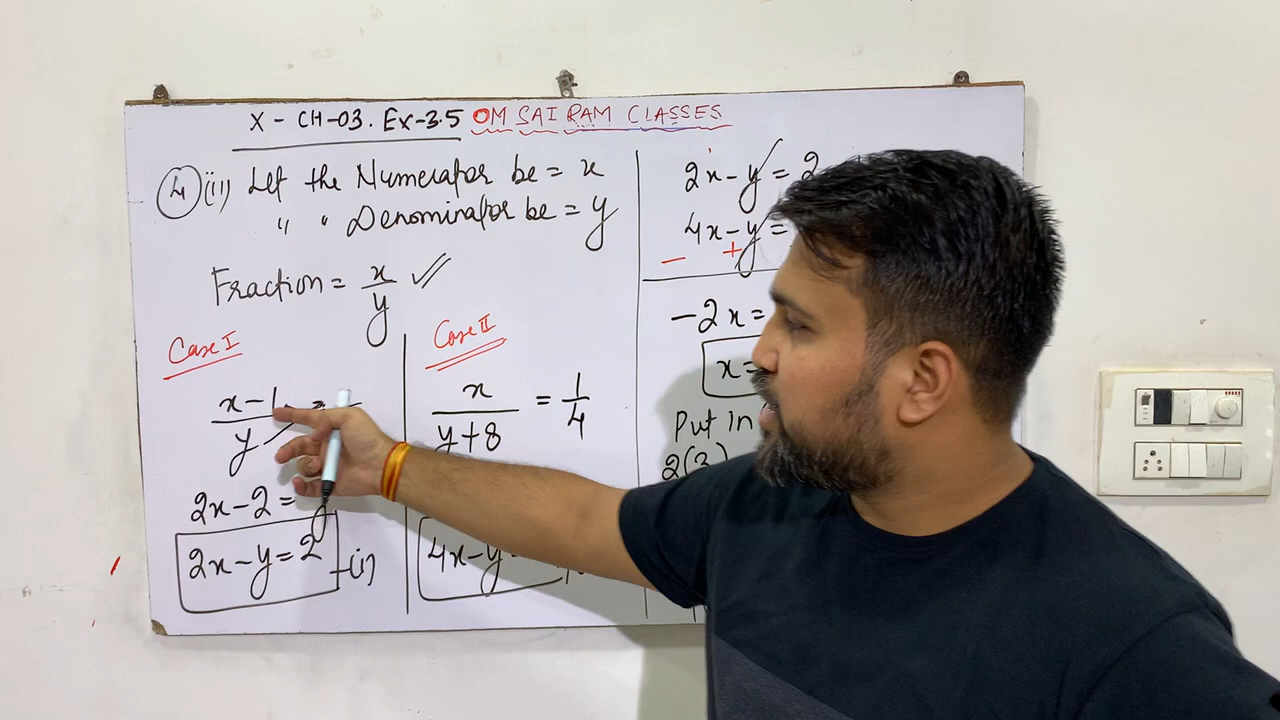 X - CH-03. Ex-3.5 OM SAI RAM CLASSES
4 (ii) Let the Numerator be = x
" " Denominator be = y
Fraction = x/y
Case I
x-1/y =
2x-2 = y
2x-y=2 -(i)
Case II
x/y+8 = 1/4
4x-y
2x-y=2
4x-y=
- +
-2x=
x=
Put in
2(3)